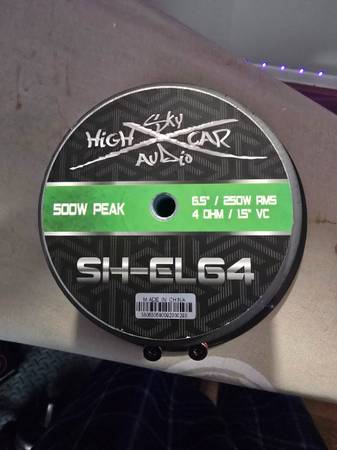 Sky
HIGH CAR
AUDIO
500W PEAK
6.5" / 250W RMS
4 OHM / 1.5" VC
SH-EL64
MADE IN CHINA